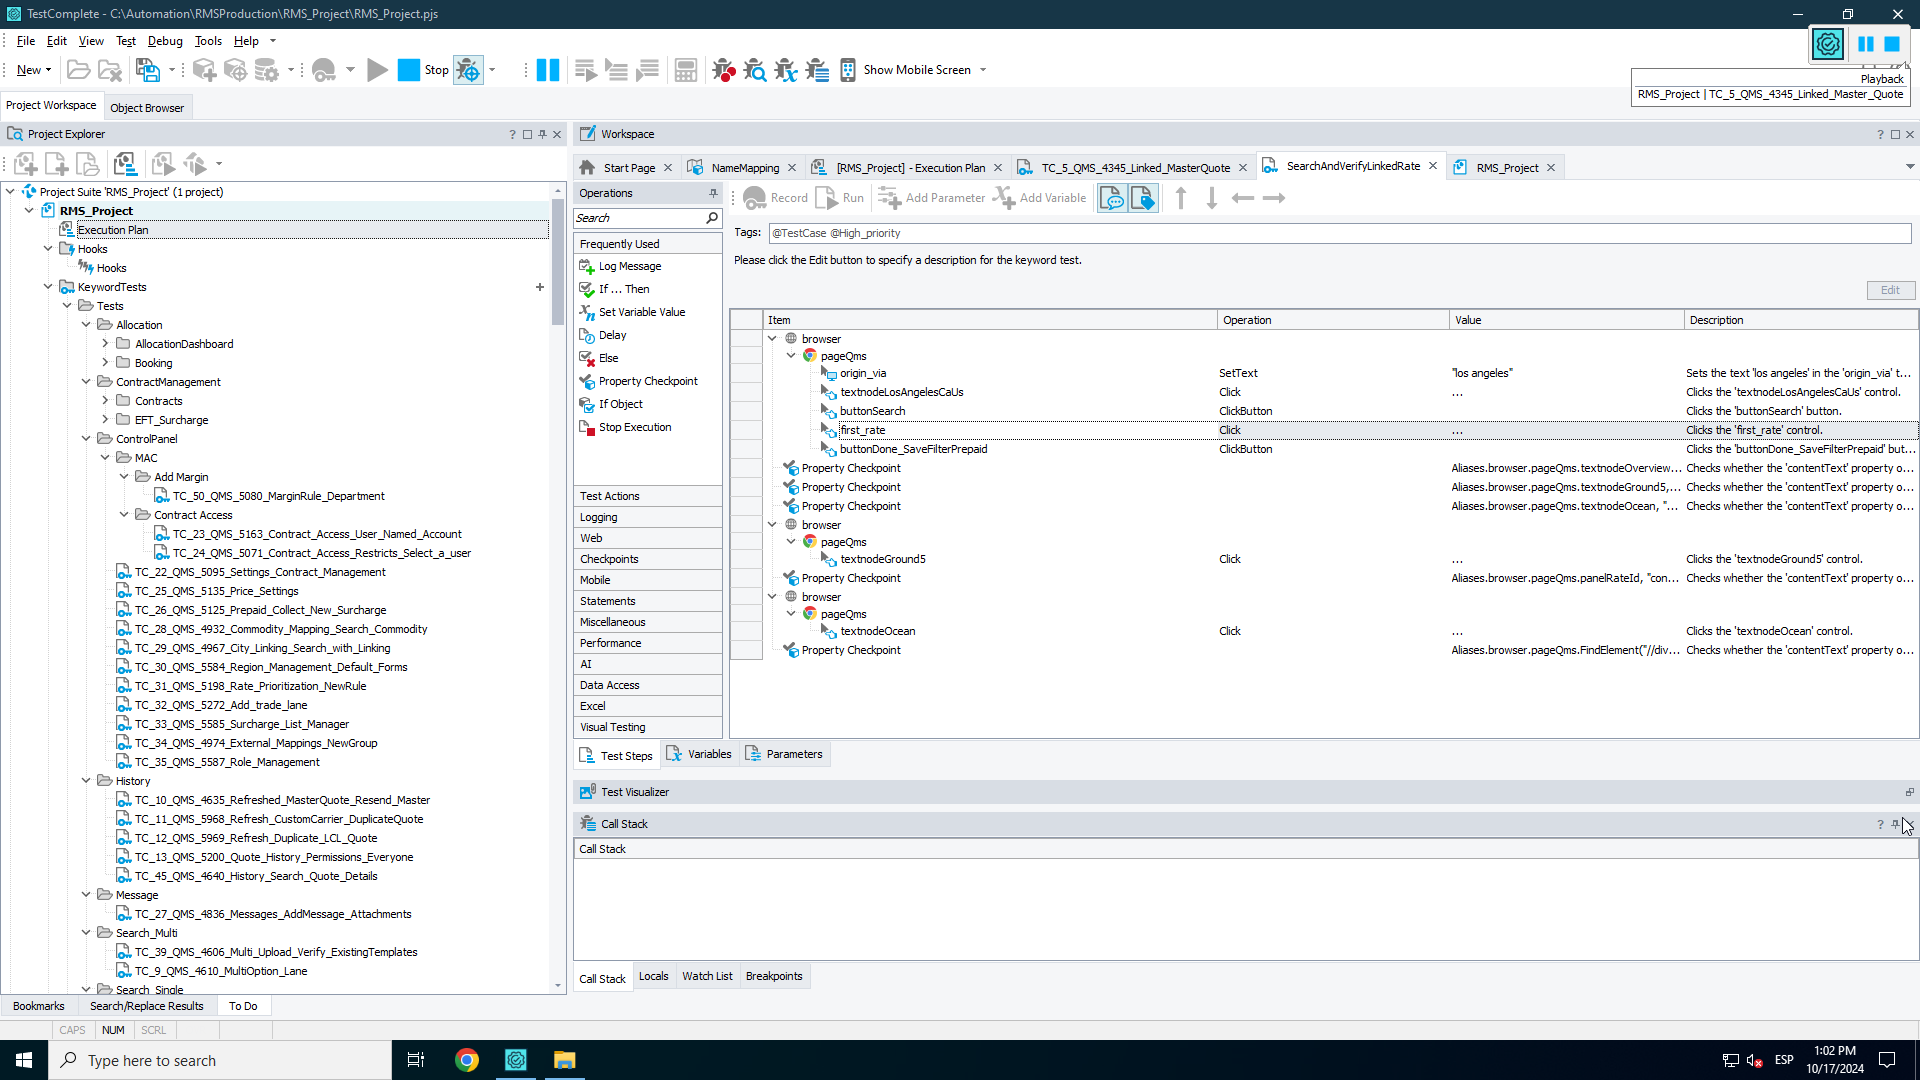 TestComplete - C:\Automation\RMSProduction\RMS_Project\RMS_Project.pjs
File Edit View Test Debug Tools Help
New Stop Show Mobile Screen
Playback
RMS_Project | TC_5_QMS_4345_Linked_Master_Quote
Project Workspace Object Browser
Project Explorer
Project Suite 'RMS_Project' (1 project)
RMS_Project
Execution Plan
Hooks
Hooks
KeywordTests
Tests
Allocation
AllocationDashboard
Booking
ContractManagement
Contracts
EFT_Surcharge
ControlPanel
MAC
Add Margin
TC_50_QMS_5080_MarginRule_Department
Contract Access
TC_23_QMS_5163_Contract_Access_User_Named_Account
TC_24_QMS_5071_Contract_Access_Restricts_Select_a_user
TC_22_QMS_5095_Settings_Contract_Management
TC_25_QMS_5135_Price_Settings
TC_26_QMS_5125_Prepaid_Collect_New_Surcharge
TC_28_QMS_4932_Commodity_Mapping_Search_Commodity
TC_29_QMS_4967_City_Linking_Search_with_Linking
TC_30_QMS_5584_Region_Management_Default_Forms
TC_31_QMS_5198_Rate_Prioritization_NewRule
TC_32_QMS_5272_Add_trade_lane
TC_33_QMS_5585_Surcharge_List_Manager
TC_34_QMS_4974_External_Mappings_NewGroup
TC_35_QMS_5587_Role_Management
History
TC_10_QMS_4635_Refreshed_MasterQuote_Resend_Master
TC_11_QMS_5968_Refresh_CustomCarrier_DuplicateQuote
TC_12_QMS_5969_Refresh_Duplicate_LCL_Quote
TC_13_QMS_5200_Quote_History_Permissions_Everyone
TC_45_QMS_4640_History_Search_Quote_Details
Message
TC_27_QMS_4836_Messages_AddMessage_Attachments
Search_Multi
TC_39_QMS_4606_Multi_Upload_Verify_ExistingTemplates
TC_9_QMS_4610_MultiOption_Lane
Search_Single
Bookmarks Search/Replace Results To Do
CAPS NUM SCRL
Workspace
Start Page NameMapping [RMS_Project] - Execution Plan TC_5_QMS_4345_Linked_MasterQuote SearchAndVerifyLinkedRate RMS_Project
Operations
Search
Frequently Used
Log Message
If ... Then
Set Variable Value
Delay
Else
Property Checkpoint
If Object
Stop Execution
Test Actions
Logging
Web
Checkpoints
Mobile
Statements
Miscellaneous
Performance
AI
Data Access
Excel
Visual Testing
Record Run Add Parameter Add Variable
Tags: @TestCase @High_priority
Please click the Edit button to specify a description for the keyword test.
Edit
Item Operation Value Description
browser
pageQms
origin_via SetText "los angeles" Sets the text 'los angeles' in the 'origin_via' t...
textnodeLosAngelesCaUs Click ... Clicks the 'textnodeLosAngelesCaUs' control.
buttonSearch ClickButton Clicks the 'buttonSearch' button.
first_rate Click ... Clicks the 'first_rate' control.
buttonDone_SaveFilterPrepaid ClickButton Clicks the 'buttonDone_SaveFilterPrepaid' but...
Property Checkpoint Aliases.browser.pageQms.textnodeOverview... Checks whether the 'contentText' property o...
Property Checkpoint Aliases.browser.pageQms.textnodeGround5,... Checks whether the 'contentText' property o...
Property Checkpoint Aliases.browser.pageQms.textnodeOcean, "... Checks whether the 'contentText' property o...
browser
pageQms
textnodeGround5 Click ... Clicks the 'textnodeGround5' control.
Property Checkpoint Aliases.browser.pageQms.panelRateId, "con... Checks whether the 'contentText' property o...
browser
pageQms
textnodeOcean Click ... Clicks the 'textnodeOcean' control.
Property Checkpoint Aliases.browser.pageQms.FindElement("//div... Checks whether the 'contentText' property o...
Test Steps Variables Parameters
Test Visualizer
Call Stack
Call Stack
Call Stack Locals Watch List Breakpoints
Type here to search
ESP
1:02 PM
10/17/2024